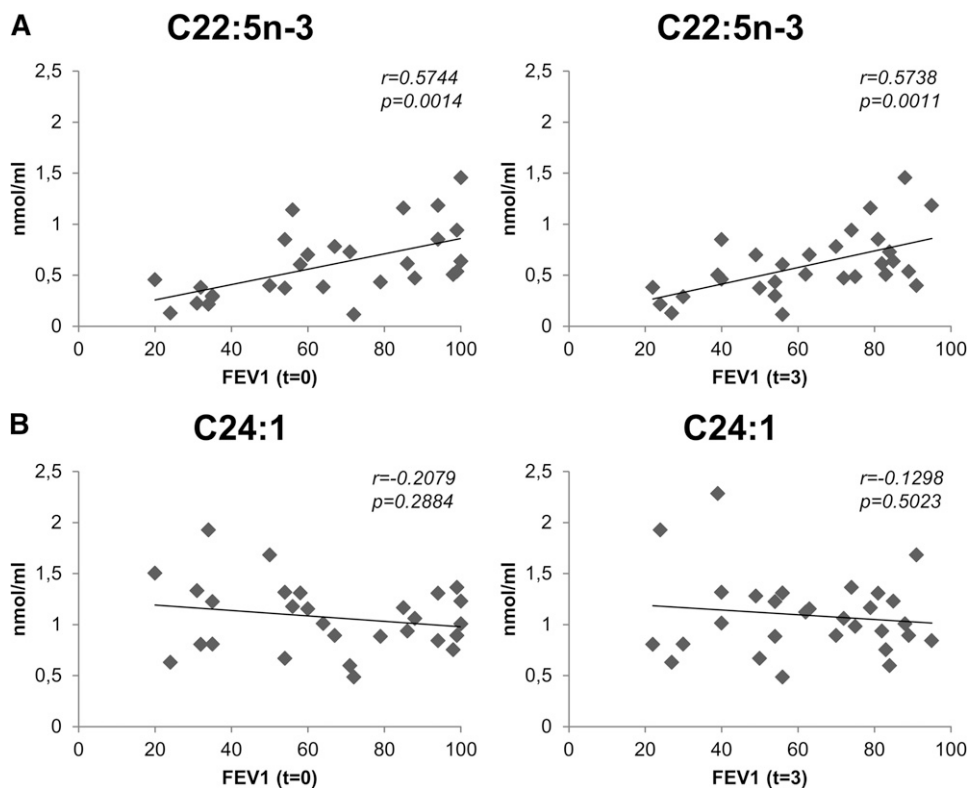 A
C22:5n-3
r=0.5744
p=0.0014
2,5
2
1,5
1
0,5
0
nmol/ml
0
20
40
60
80
100
FEV1 (t=0)
C22:5n-3
r=0.5738
p=0.0011
2,5
2
1,5
1
0,5
0
nmol/ml
0
20
40
60
80
100
FEV1 (t=3)
B
C24:1
r=-0.2079
p=0.2884
2,5
2
1,5
1
0,5
0
nmol/ml
0
20
40
60
80
100
FEV1 (t=0)
C24:1
r=-0.1298
p=0.5023
2,5
2
1,5
1
0,5
0
nmol/ml
0
20
40
60
80
100
FEV1 (t=3)